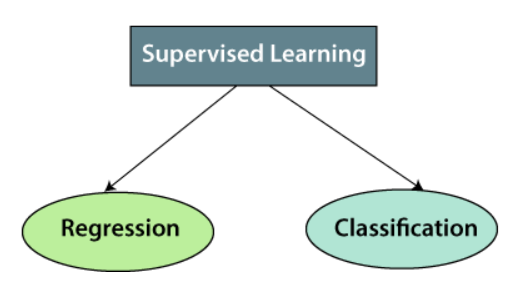 Supervised Learning
Regression
Classification